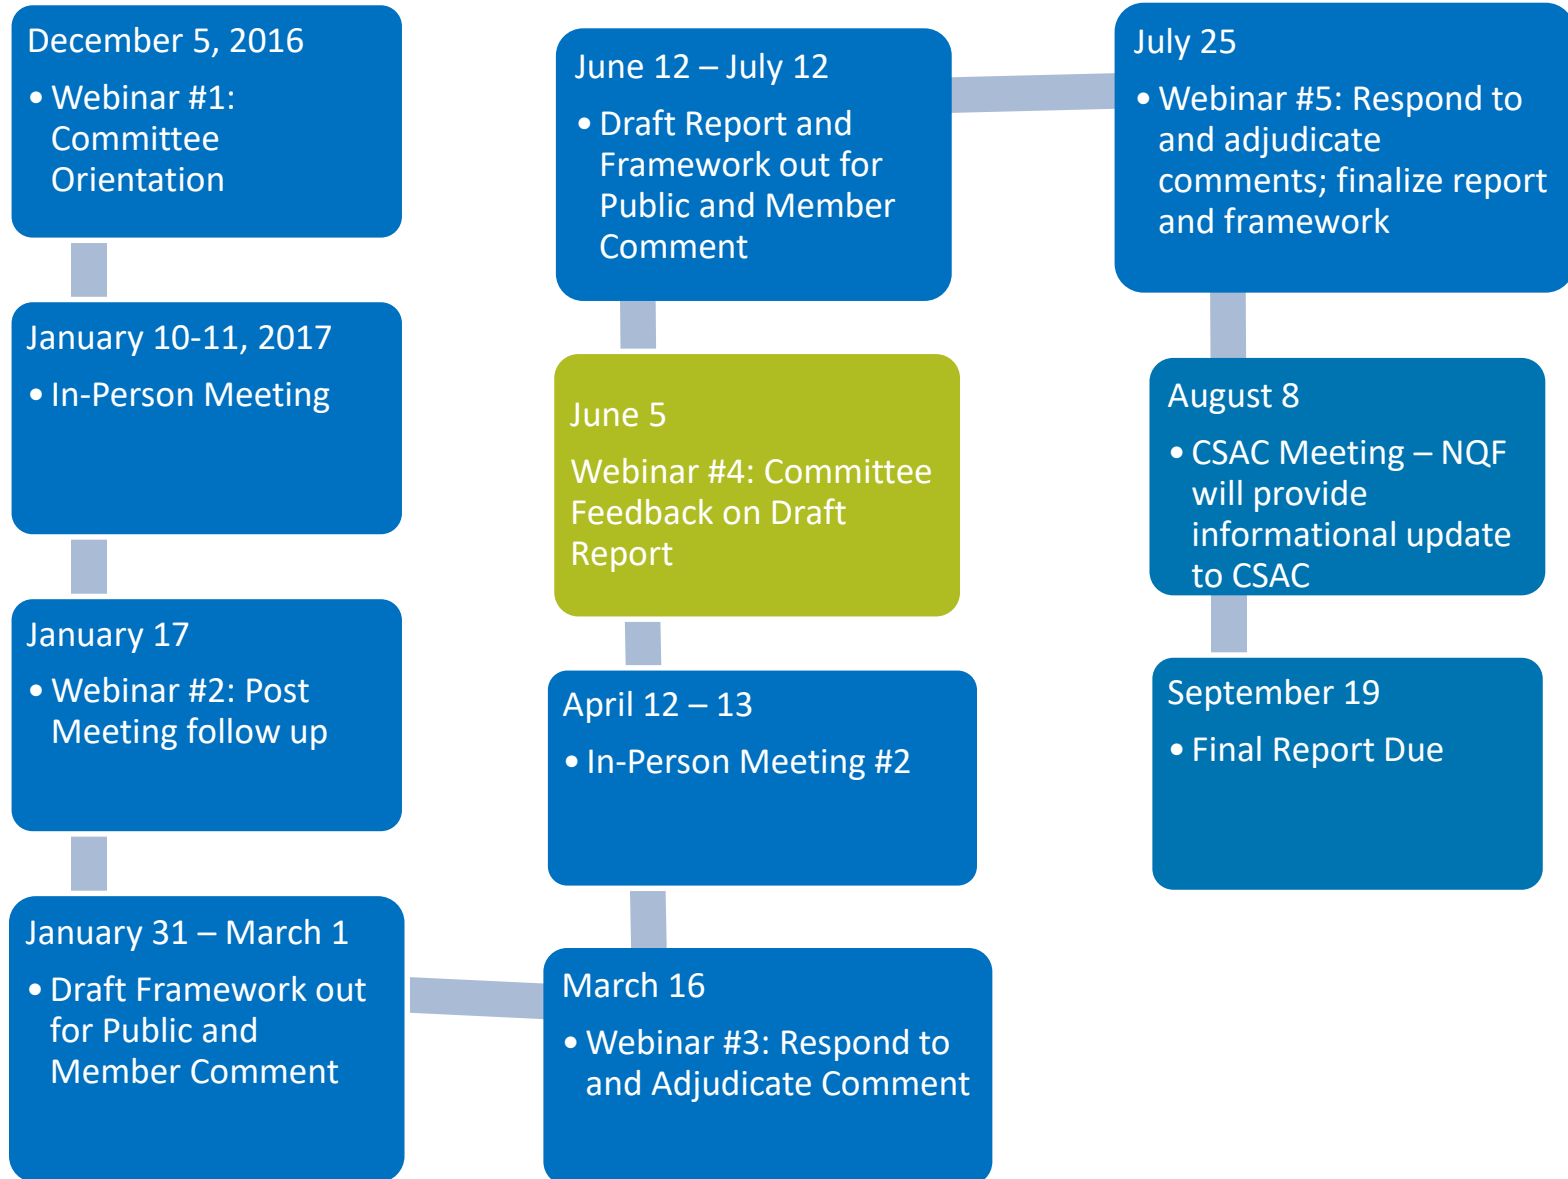 December 5, 2016
• Webinar #1:
Committee
Orientation
January 10-11, 2017
• In-Person Meeting
January 17
• Webinar #2: Post
Meeting follow up
January 31 – March 1
• Draft Framework out
for Public and
Member Comment
March 16
• Webinar #3: Respond to
and Adjudicate Comment
April 12 – 13
• In-Person Meeting #2
June 5
Webinar #4: Committee
Feedback on Draft
Report
June 12 – July 12
• Draft Report and
Framework out for
Public and Member
Comment
July 25
• Webinar #5: Respond to
and adjudicate
comments; finalize report
and framework
August 8
• CSAC Meeting – NQF
will provide
informational update
to CSAC
September 19
• Final Report Due